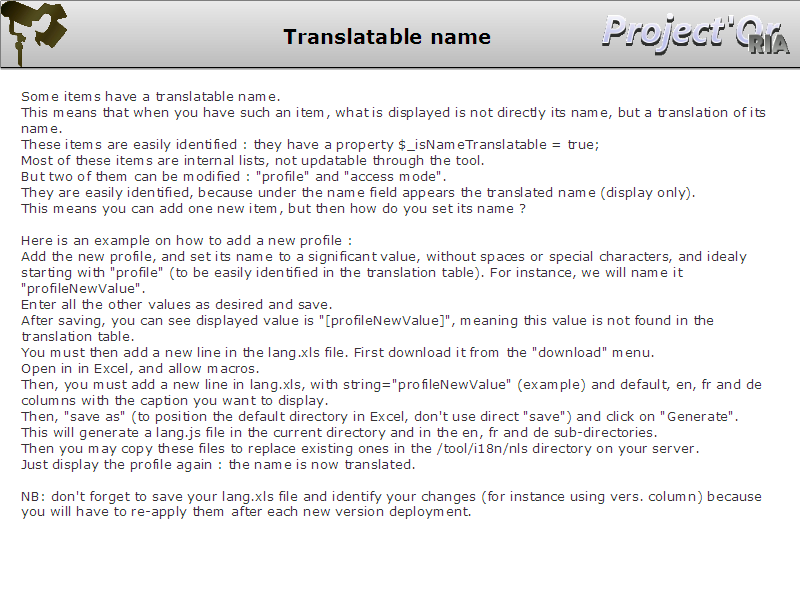 Translatable name
Project'Or
RIA
Some items have a translatable name.
This means that when you have such an item, what is displayed is not directly its name, but a translation of its
name.
These items are easily identified : they have a property $_isNameTranslatable = true;
Most of these items are internal lists, not updatable through the tool.
But two of them can be modified : "profile" and "access mode".
They are easily identified, because under the name field appears the translated name (display only).
This means you can add one new item, but then how do you set its name ?
Here is an example on how to add a new profile :
Add the new profile, and set its name to a significant value, without spaces or special characters, and idealy
starting with "profile" (to be easily identified in the translation table). For instance, we will name it
"profileNewValue".
Enter all the other values as desired and save.
After saving, you can see displayed value is "[profileNewValue]", meaning this value is not found in the
translation table.
You must then add a new line in the lang.xls file. First download it from the "download" menu.
Open in in Excel, and allow macros.
Then, you must add a new line in lang.xls, with string="profileNewValue" (example) and default, en, fr and de
columns with the caption you want to display.
Then, "save as" (to position the default directory in Excel, don't use direct "save") and click on "Generate".
This will generate a lang.js file in the current directory and in the en, fr and de sub-directories.
Then you may copy these files to replace existing ones in the /tool/i18n/nls directory on your server.
Just display the profile again : the name is now translated.
NB: don't forget to save your lang.xls file and identify your changes (for instance using vers. column) because
you will have to re-apply them after each new version deployment.